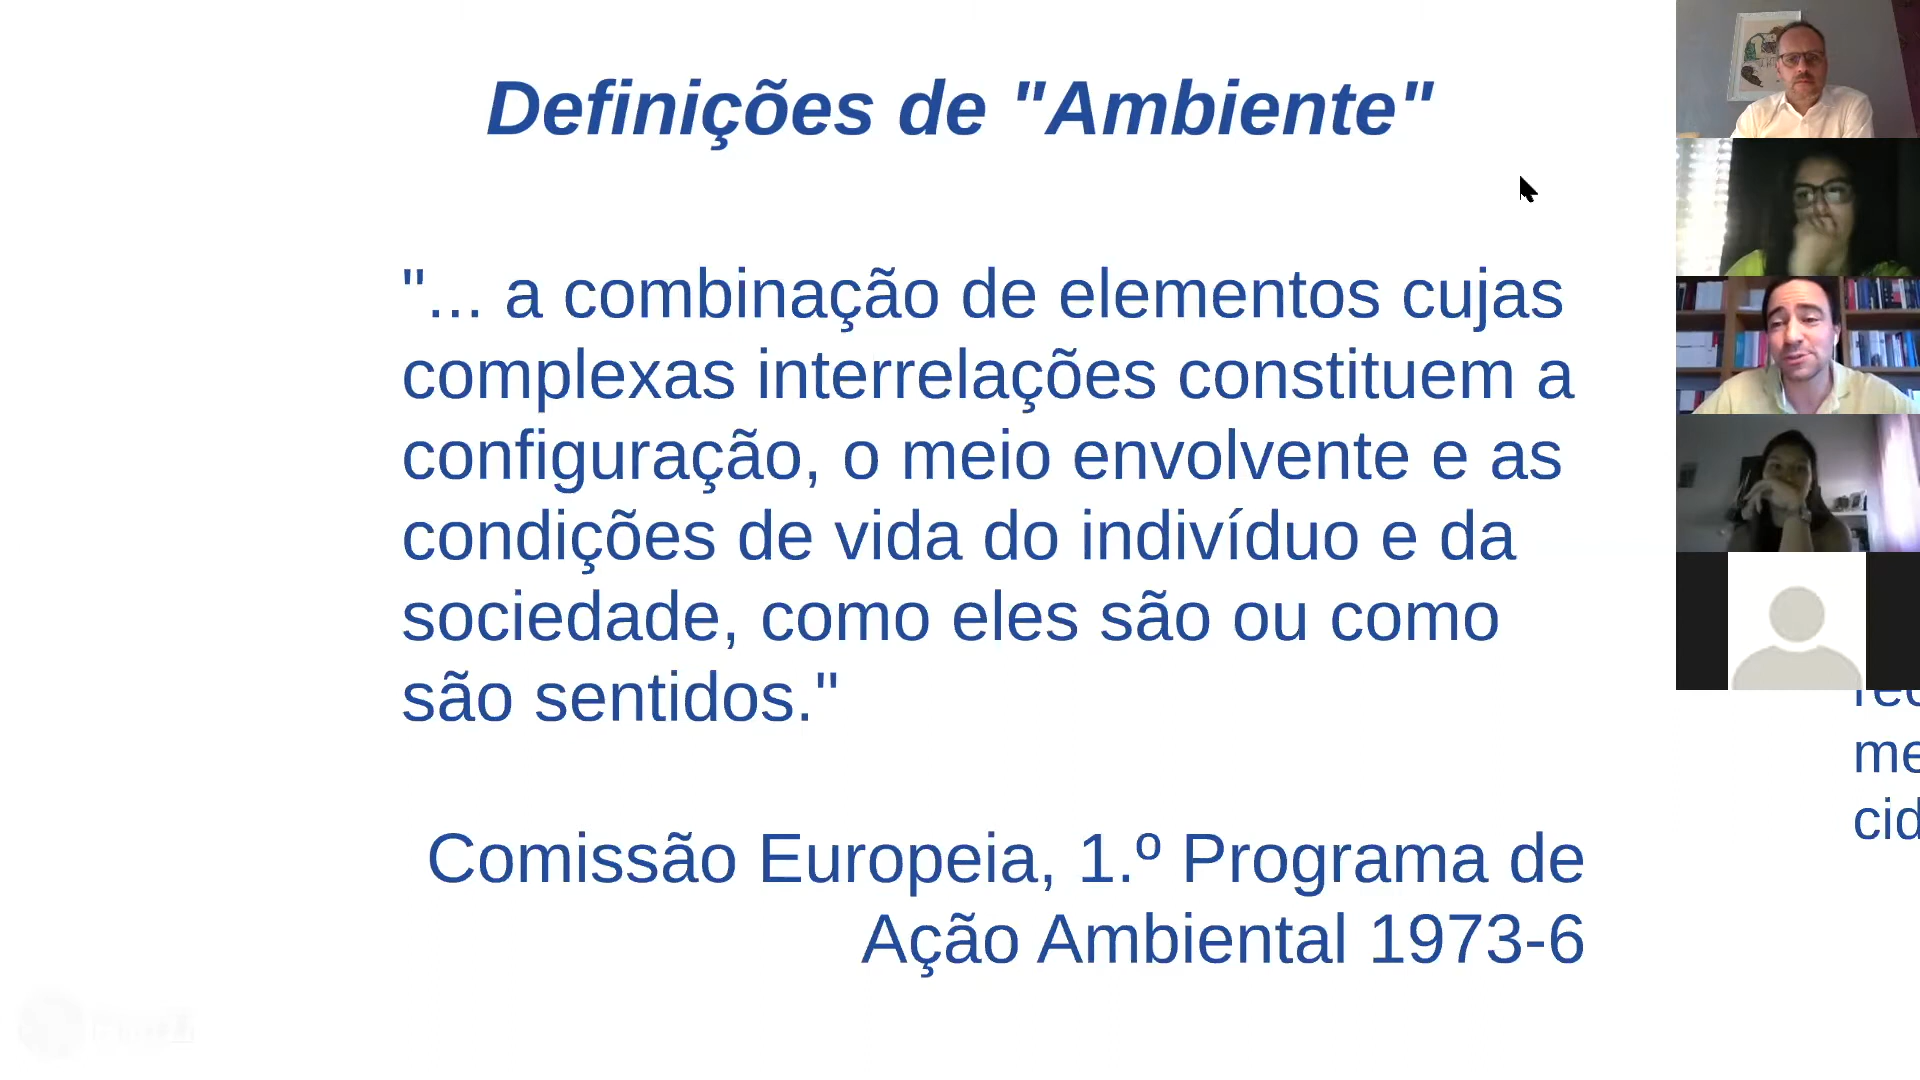 Definições de "Ambiente"
"... a combinação de elementos cujas
complexas interrelações constituem a
configuração, o meio envolvente e as
condições de vida do indivíduo e da
sociedade, como eles são ou como
são sentidos."
Comissão Europeia, 1.º Programa de
Ação Ambiental 1973-6